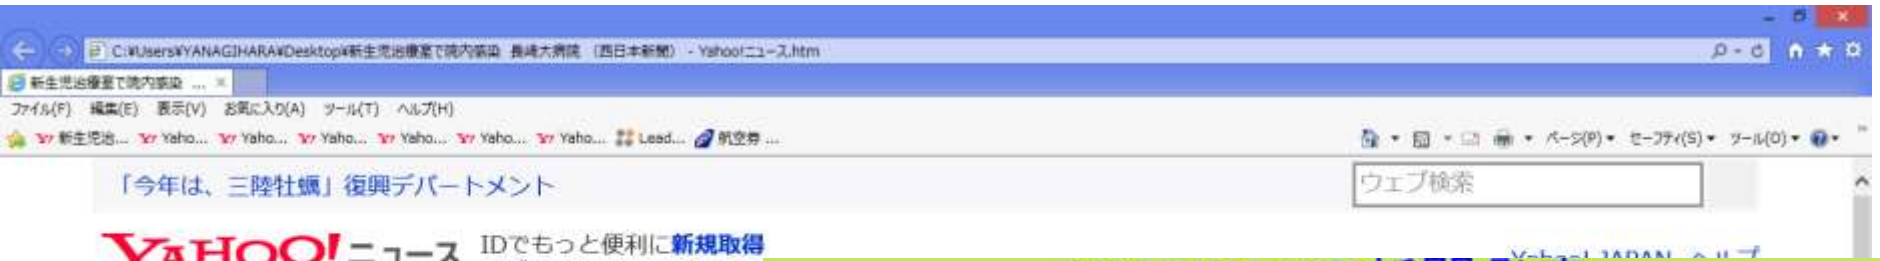 C:¥Users¥YANAGIHARA¥Desktop¥新生児治療室で院内感染 長崎大病院 （西日本新聞） - Yahoo!ニュース.htm
新生児治療室で院内感染 ...
ファイル(F) 編集(E) 表示(V) お気に入り(A) ツール(T) ヘルプ(H)
新生児治... Yaho... Yaho... Yaho... Yaho... Yaho... Yaho... Lead... 航空券 ... ページ(P) セーフティ(S) ツール(O)
「今年は、三陸牡蠣」復興デパートメント ウェブ検索
YAHOO!ニュース IDでもっと便利に新規取得 Yahoo! JAPAN ヘルプ